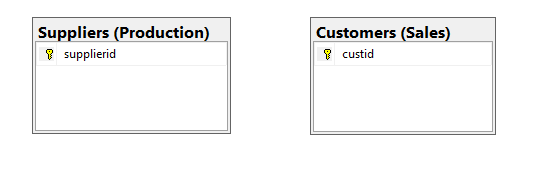 Suppliers (Production)
supplierid
Customers (Sales)
custid